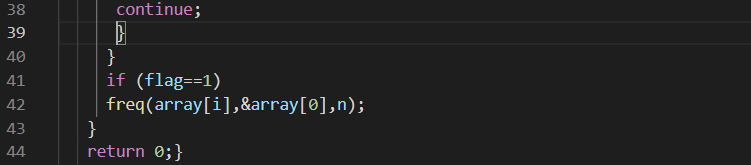 38 continue;
39 }
40 }
41 if (flag==1)
42 freq(array[i],&array[0],n);
43 }
44 return 0;}